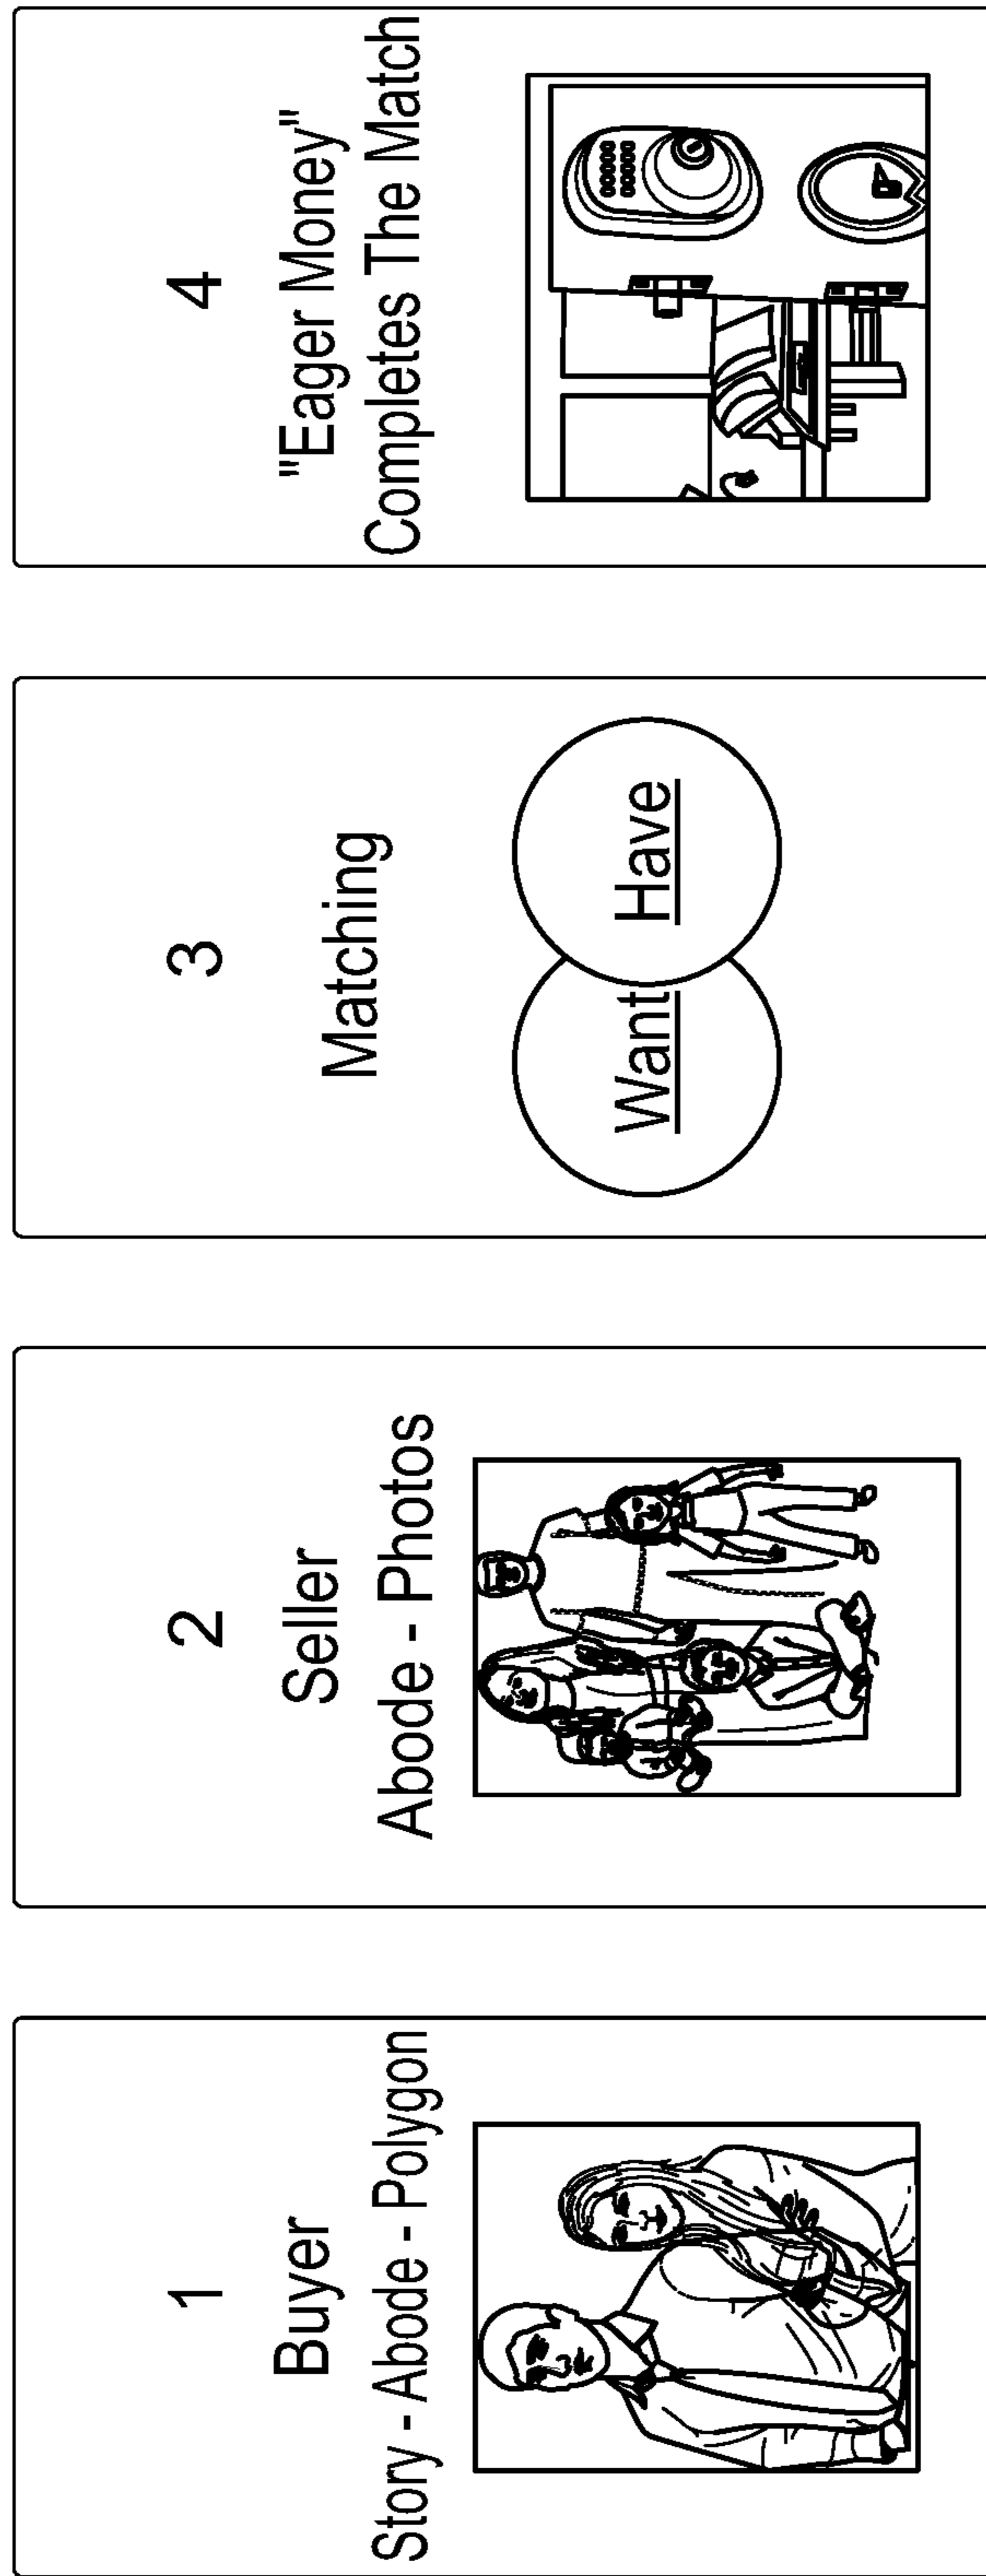 1
Buyer
Story - Abode - Polygon
2
Seller
Abode - Photos
3
Matching
Want
Have
4
"Eager Money"
Completes The Match